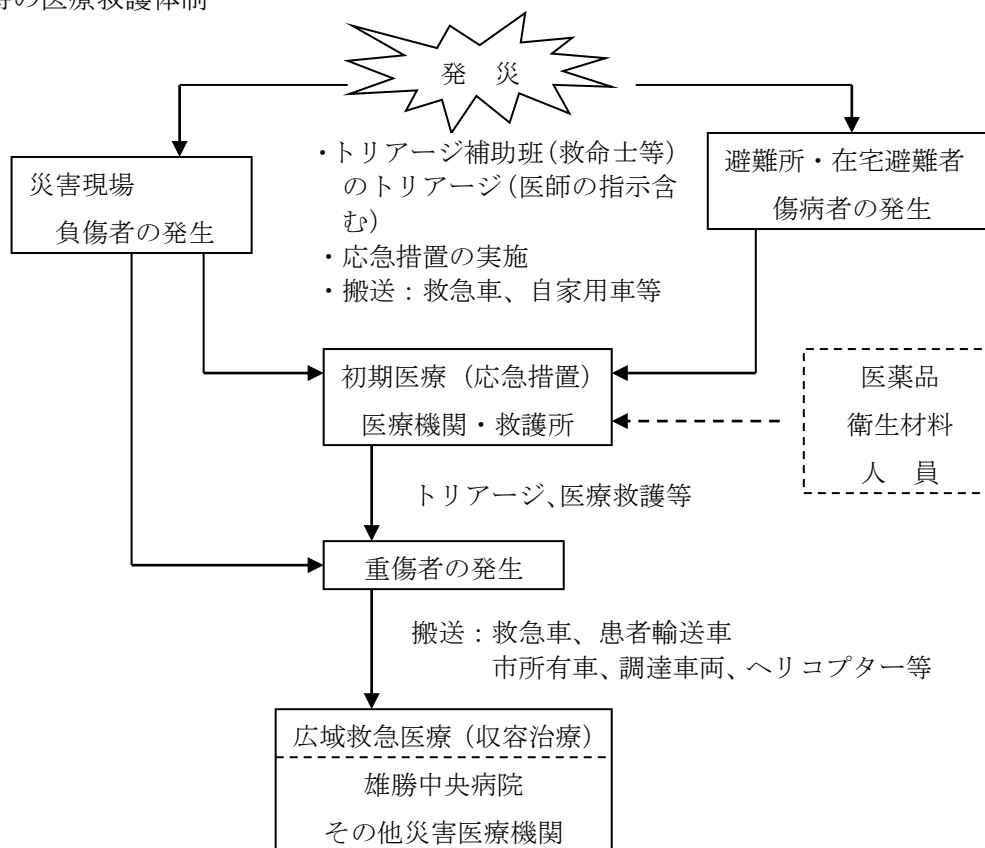 の医療救護体制
発　災
災害現場
負傷者の発生
・トリアージ補助班(救命士等)
のトリアージ(医師の指示含
む)
・応急措置の実施
・搬送：救急車、自家用車等
避難所・在宅避難者
傷病者の発生
初期医療（応急措置）
医療機関・救護所
医薬品
衛生材料
人　員
トリアージ、医療救護等
重傷者の発生
搬送：救急車、患者輸送車
市所有車、調達車両、ヘリコプター等
広域救急医療（収容治療）
雄勝中央病院
その他災害医療機関